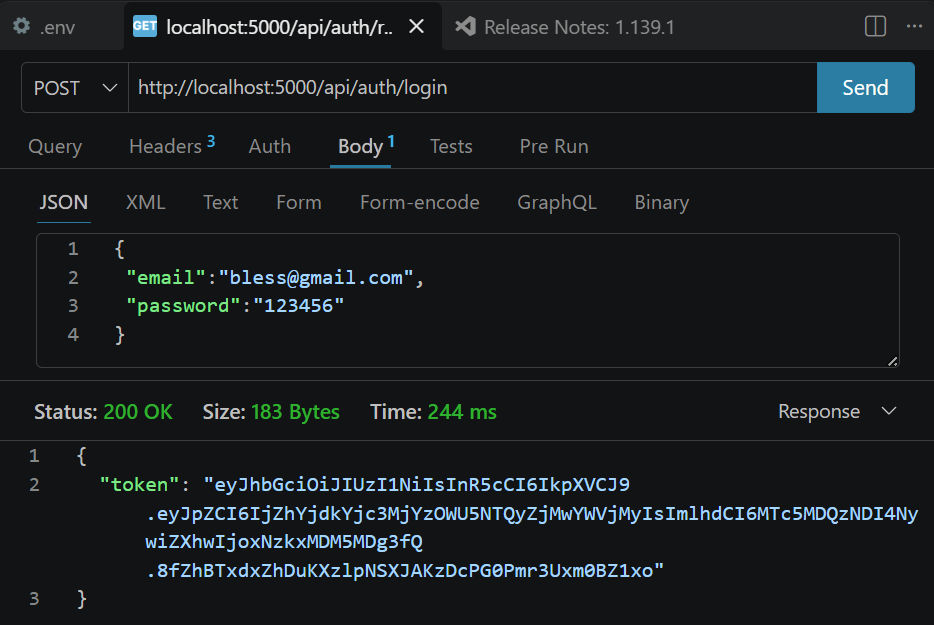 .env
GET localhost:5000/api/auth/r..
Release Notes: 1.139.1
POST
http://localhost:5000/api/auth/login
Send
Query
Headers 3
Auth
Body 1
Tests
Pre Run
JSON
XML
Text
Form
Form-encode
GraphQL
Binary
1 {
2 "email":"bless@gmail.com",
3 "password":"123456"
4 }
Status: 200 OK Size: 183 Bytes Time: 244 ms
Response
1 {
2 "token": "eyJhbGciOiJIUzI1NiIsInR5cCI6IkpXVCJ9
.eyJpZCI6IjZhYjdkYjc3MjYzOWU5NTQyZjMwYWVjMyIsImlhdCI6MTc5MDQzNDI4Ny
wiZXhwIjoxNzkxMDM5MDg3fQ
.8fZhBTxdxZhDuKXzlpNSXJAKzDcPG0Pmr3Uxm0BZ1xo"
3 }